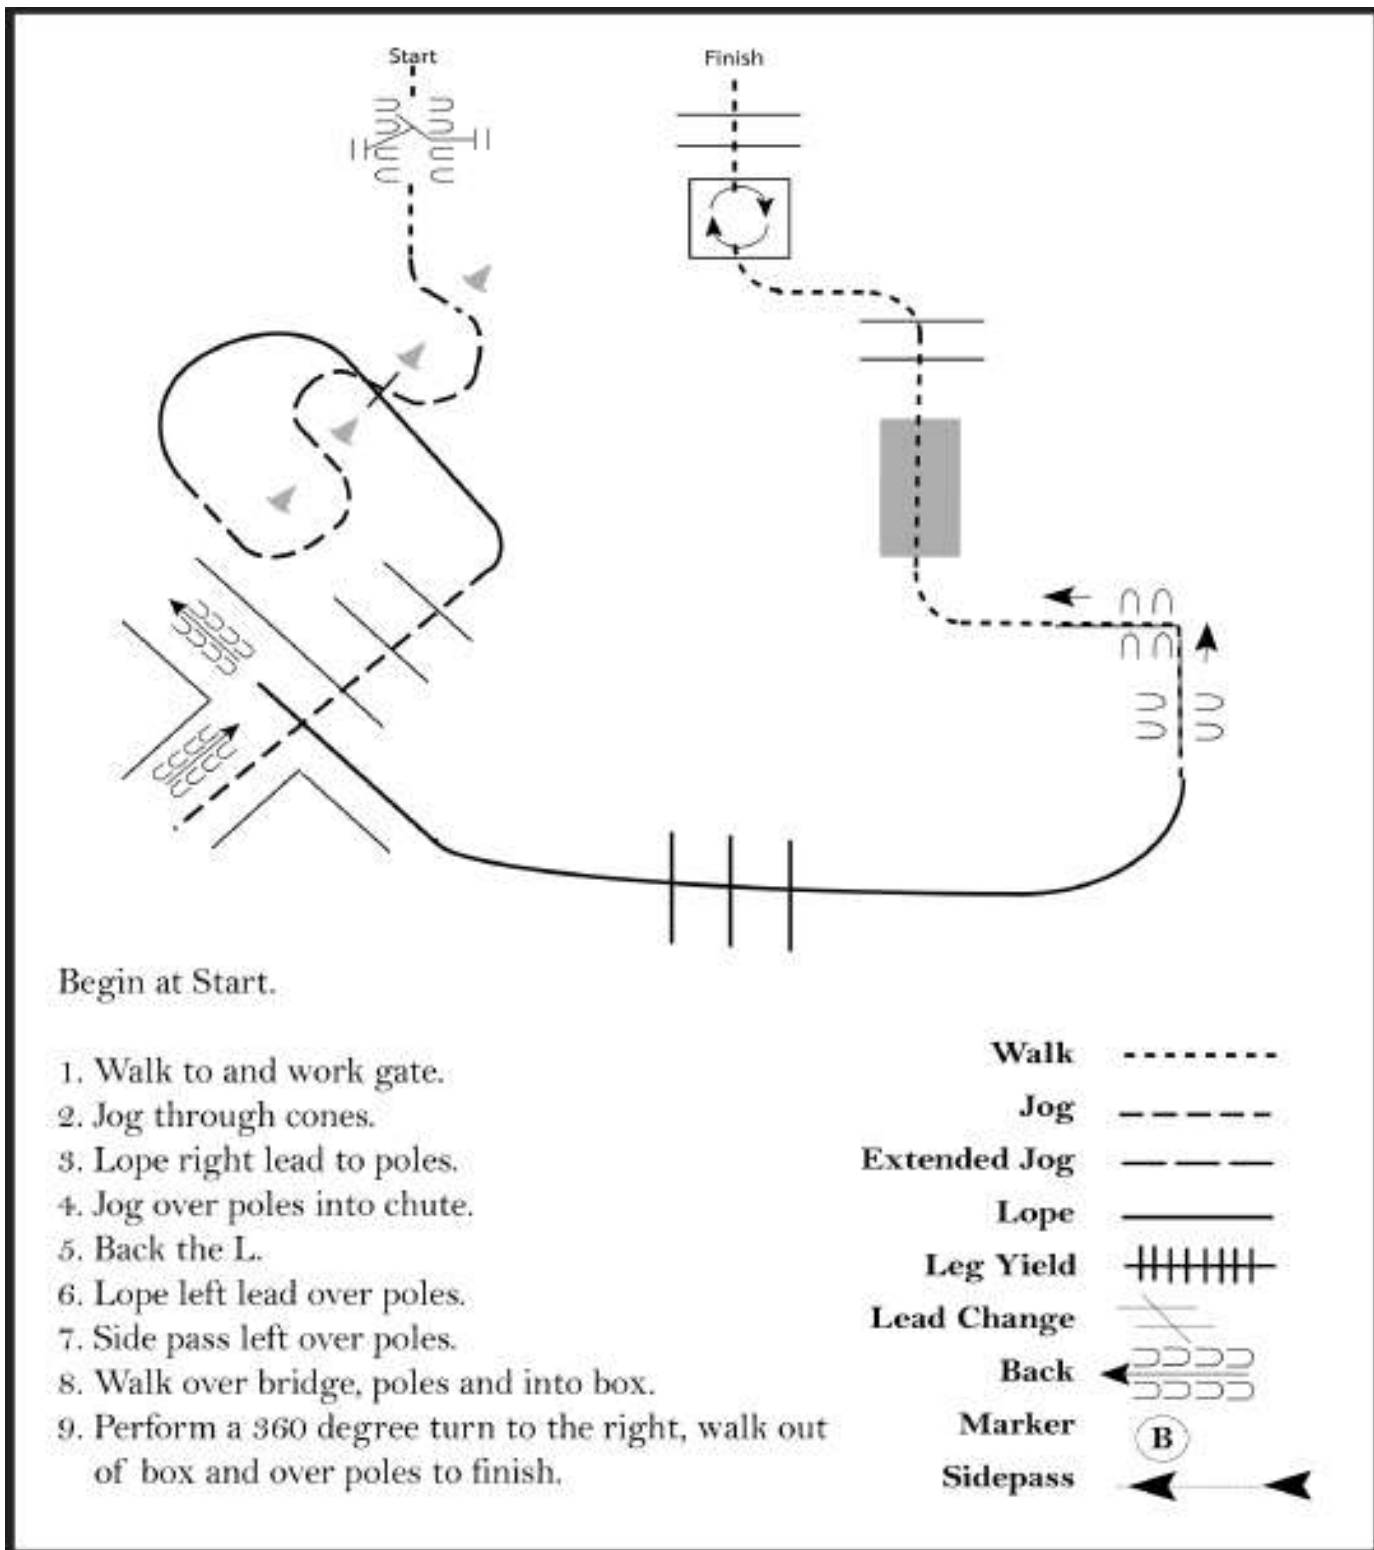 Start
Finish
Begin at Start.
1. Walk to and work gate.
2. Jog through cones.
3. Lope right lead to poles.
4. Jog over poles into chute.
5. Back the L.
6. Lope left lead over poles.
7. Side pass left over poles.
8. Walk over bridge, poles and into box.
9. Perform a 360 degree turn to the right, walk out
of box and over poles to finish.
Walk
Jog
Extended Jog
Lope
Leg Yield
Lead Change
Back
Marker
B
Sidepass